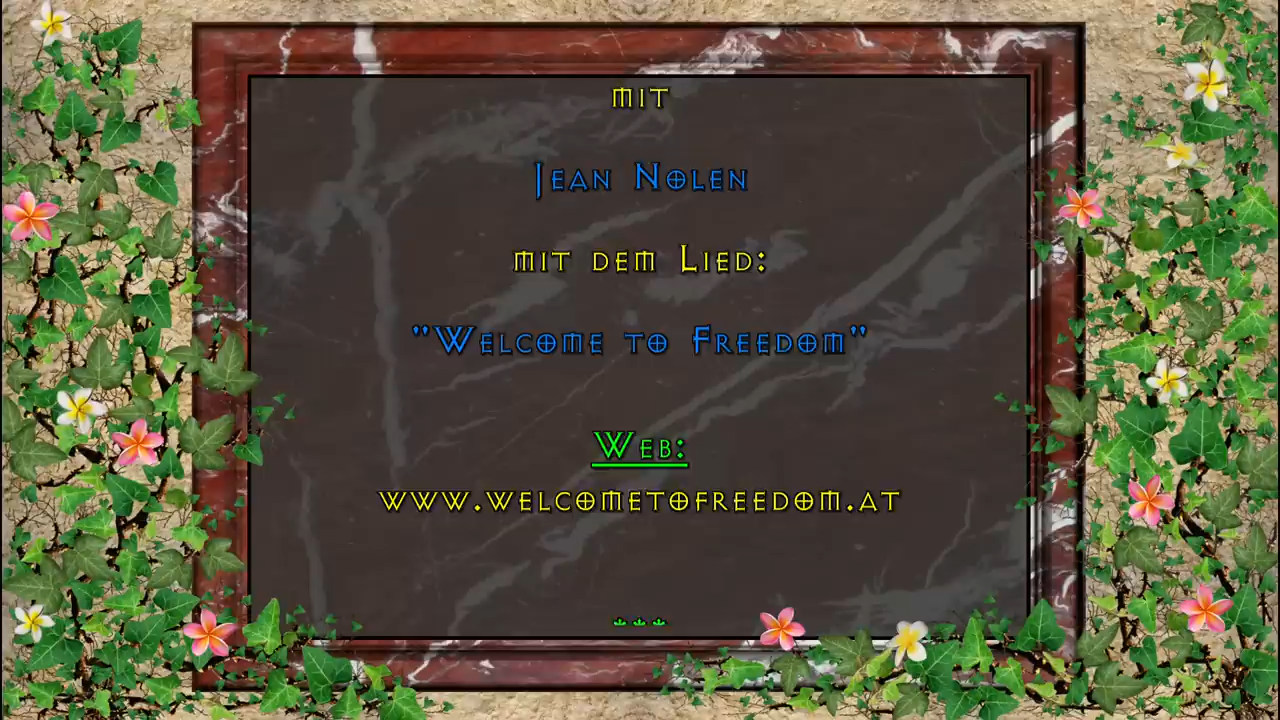 mit
Jean Nolen
mit dem Lied:
"Welcome to Freedom"
Web:
www.welcometofreedom.at